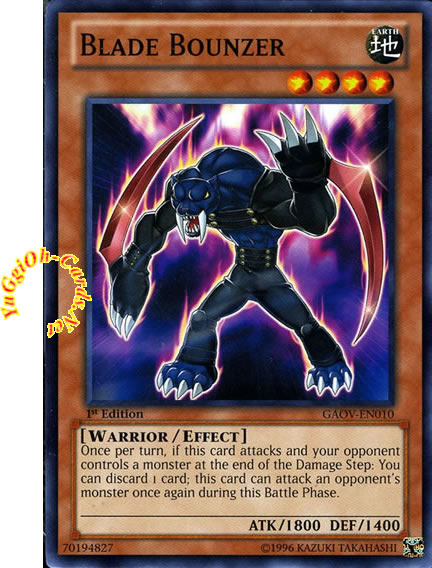 BLADE BOUNZER
EARTH
地
YuGgiOh-Cards.Net
1st Edition
GAOV-EN010
[WARRIOR/EFFECT]
Once per turn, if this card attacks and your opponent
controls a monster at the end of the Damage Step: You
can discard 1 card; this card can attack an opponent's
monster once again during this Battle Phase.
ATK/1800 DEF/1400
70194827
©1996 KAZUKI TAKAHASHI